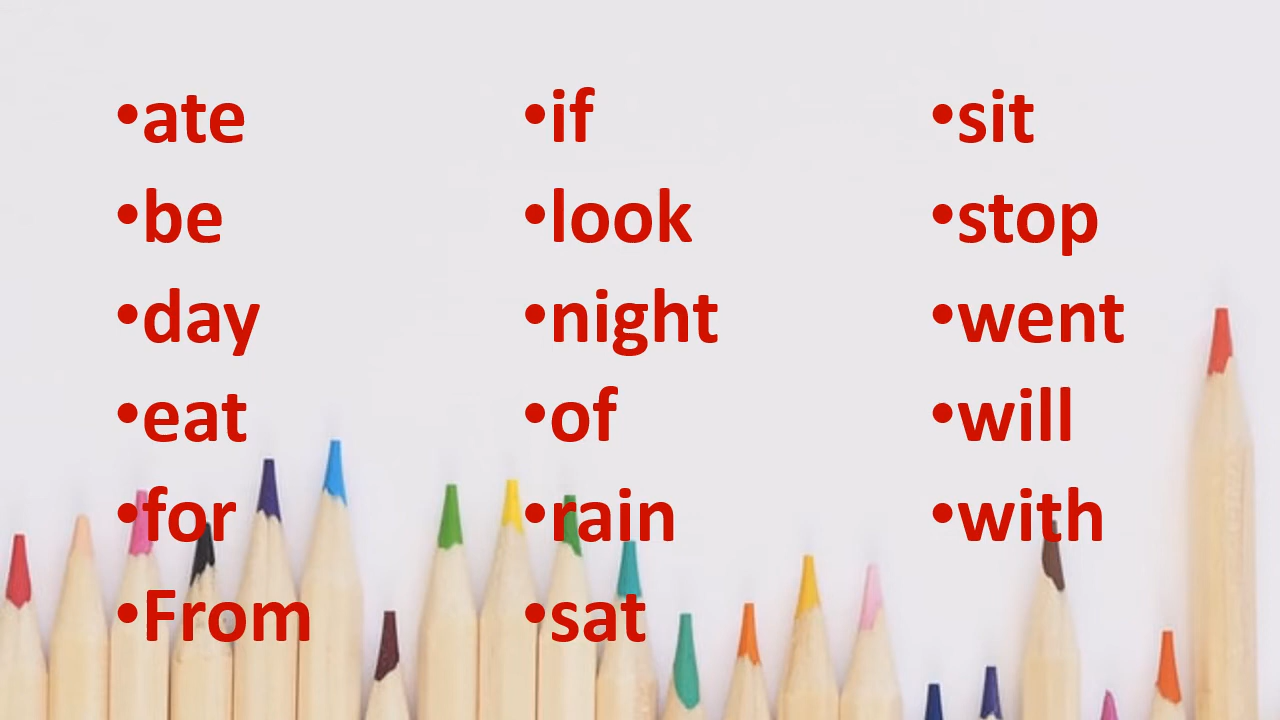 •ate
•be
•day
•eat
•for
•From
•if
•look
•night
•of
•rain
•sat
•sit
•stop
•went
•will
•with